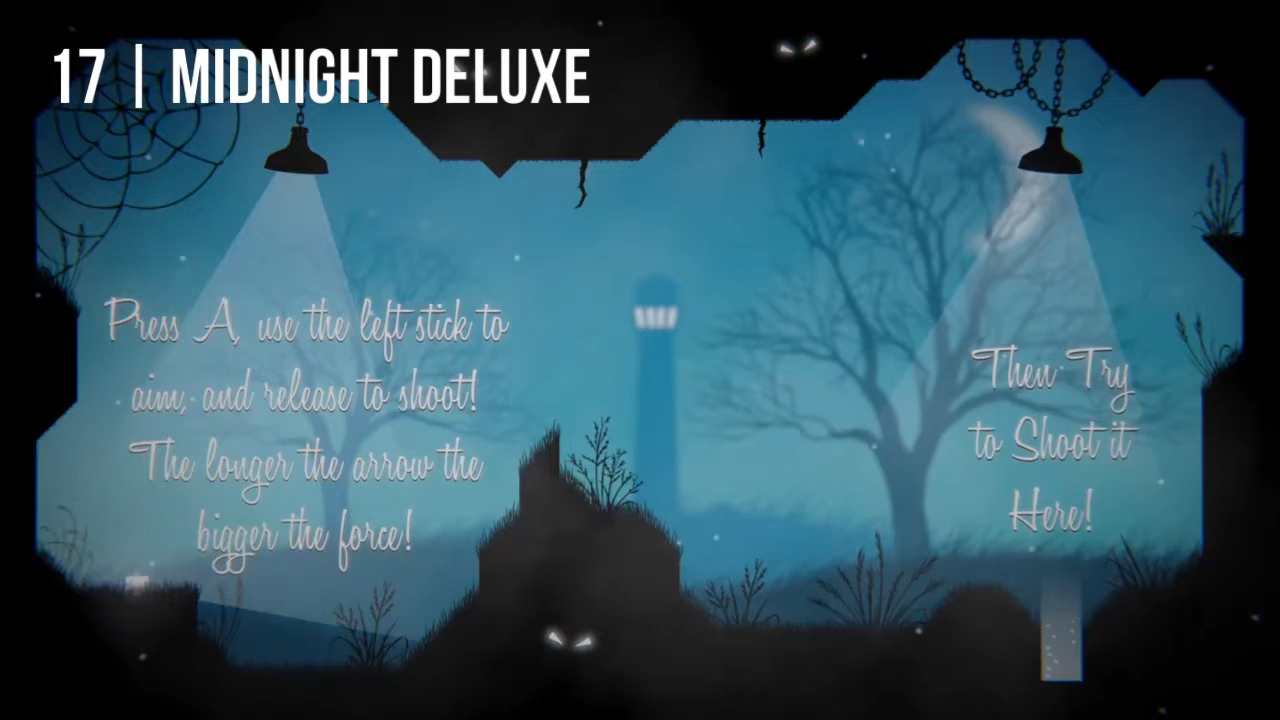 17 | MIDNIGHT DELUXE
Press A, use the left stick to
aim, and release to shoot!
The longer the arrow the
bigger the force!
Then Try
to Shoot it
Here!